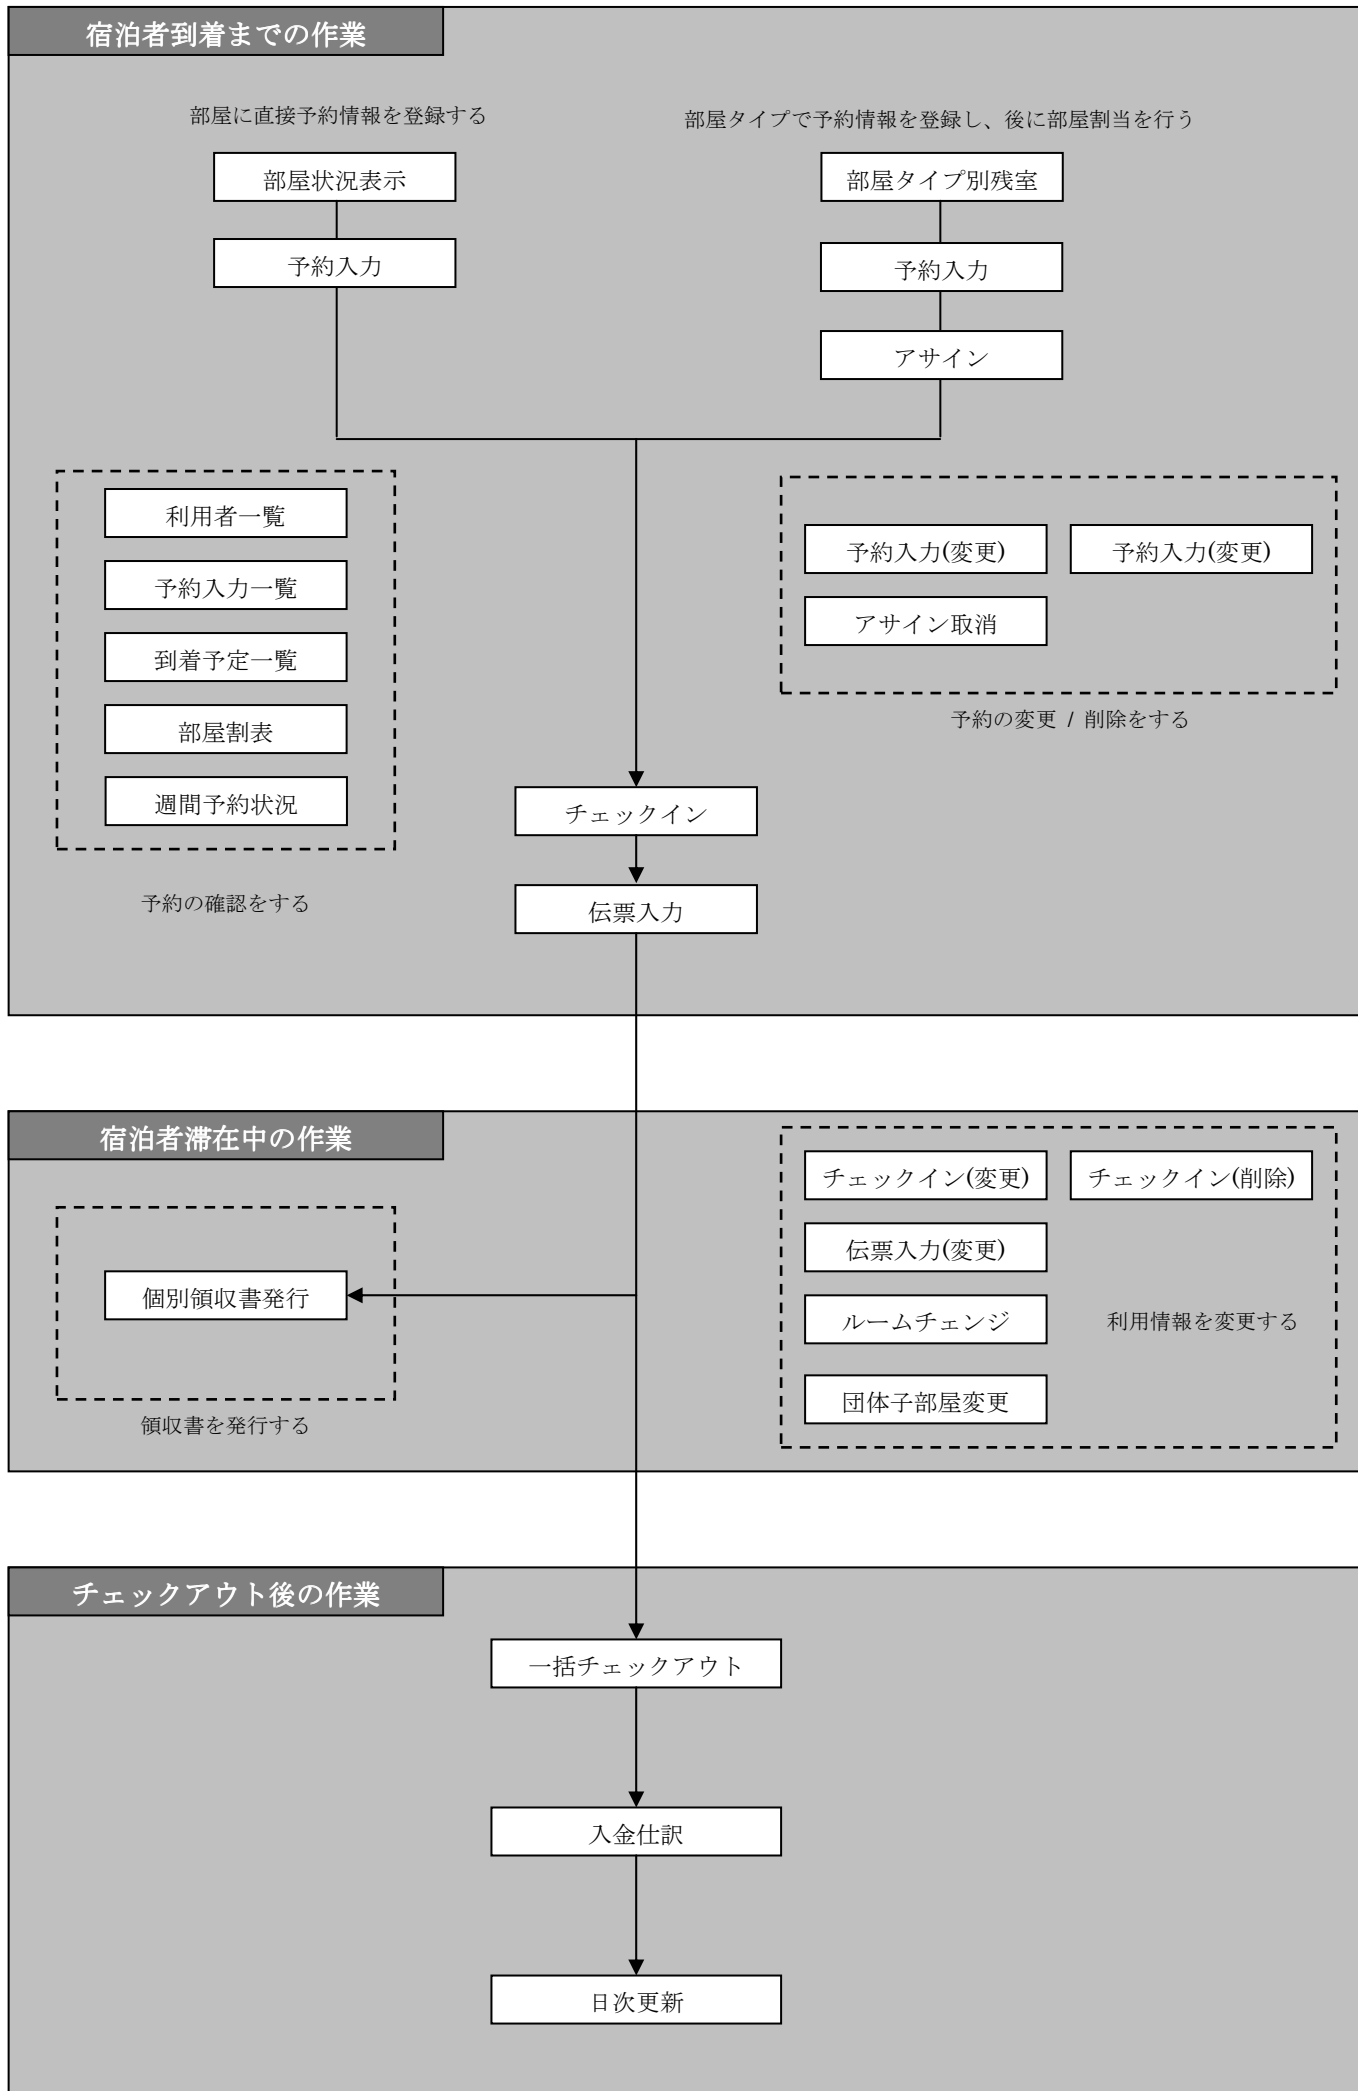 宿泊者到着までの作業
部屋に直接予約情報を登録する
部屋タイプで予約情報を登録し、後に部屋割当を行う
部屋状況表示
部屋タイプ別残室
予約入力
予約入力
アサイン
利用者一覧
予約入力一覧
到着予定一覧
部屋割表
週間予約状況
予約の確認をする
予約入力(変更)
予約入力(変更)
アサイン取消
予約の変更 / 削除をする
チェックイン
伝票入力
宿泊者滞在中の作業
個別領収書発行
領収書を発行する
チェックイン(変更)
チェックイン(削除)
伝票入力(変更)
ルームチェンジ
利用情報を変更する
団体子部屋変更
チェックアウト後の作業
一括チェックアウト
入金仕訳
日次更新